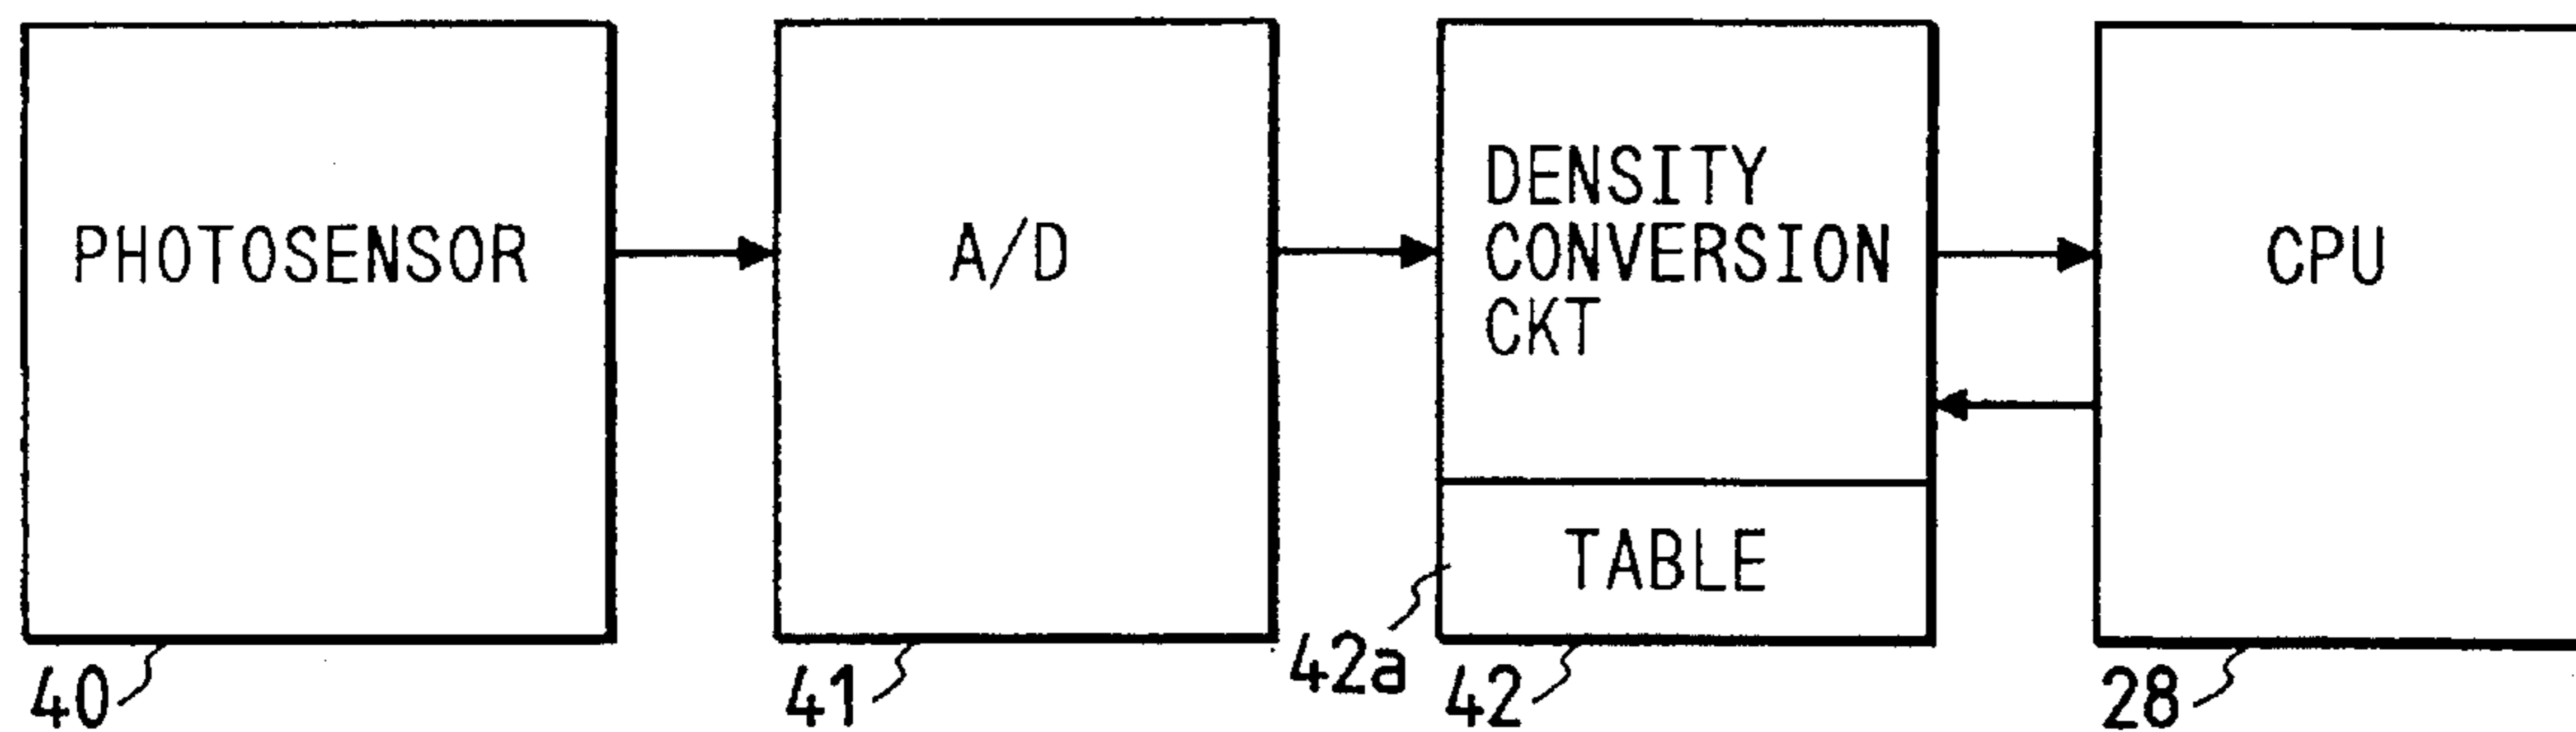 PHOTOSENSOR
A/D
DENSITY
CONVERSION
CKT
CPU
TABLE
40
41
42a
42
28